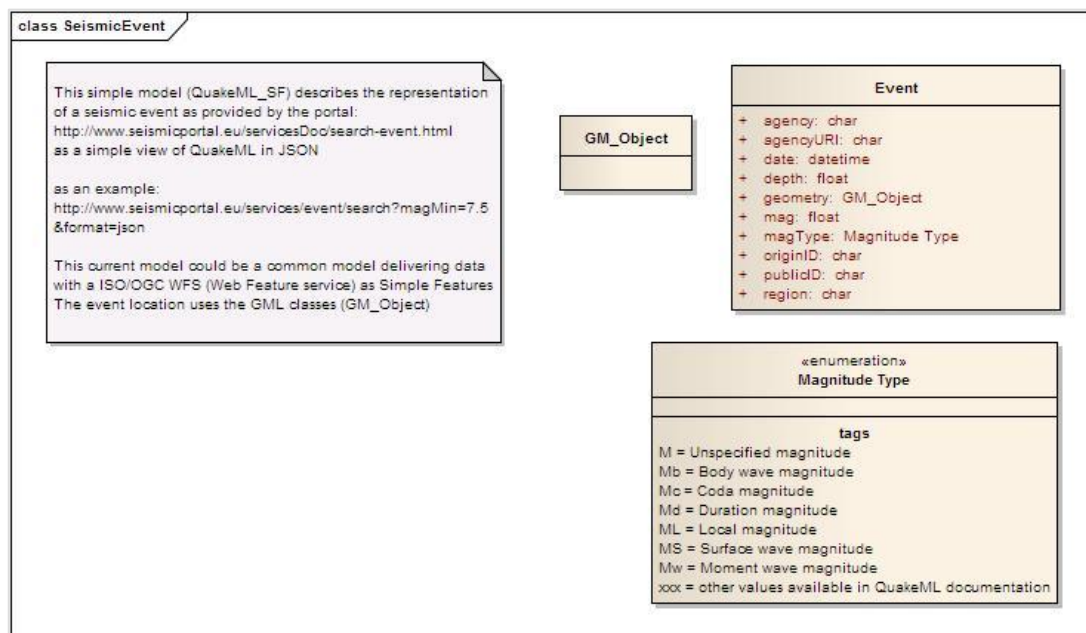 class SeismicEvent
This simple model (QuakeML_SF) describes the representation
of a seismic event as provided by the portal:
http://www.seismicportal.eu/servicesDoc/search-event.html
as a simple view of QuakeML in JSON
as an example:
http://www.seismicportal.eu/services/event/search?magMin=7.5
&format=json
This current model could be a common model delivering data
with a ISO/OGC WFS (Web Feature service) as Simple Features
The event location uses the GML classes (GM_Object)
GM_Object
Event
+ agency: char
+ agencyURI: char
+ date: datetime
+ depth: float
+ geometry: GM_Object
+ mag: float
+ magType: Magnitude Type
+ originID: char
+ publicID: char
+ region: char
«enumeration»
Magnitude Type
tags
M = Unspecified magnitude
Mb = Body wave magnitude
Mc = Coda magnitude
Md = Duration magnitude
ML = Local magnitude
MS = Surface wave magnitude
Mw = Moment wave magnitude
xxx = other values available in QuakeML documentation